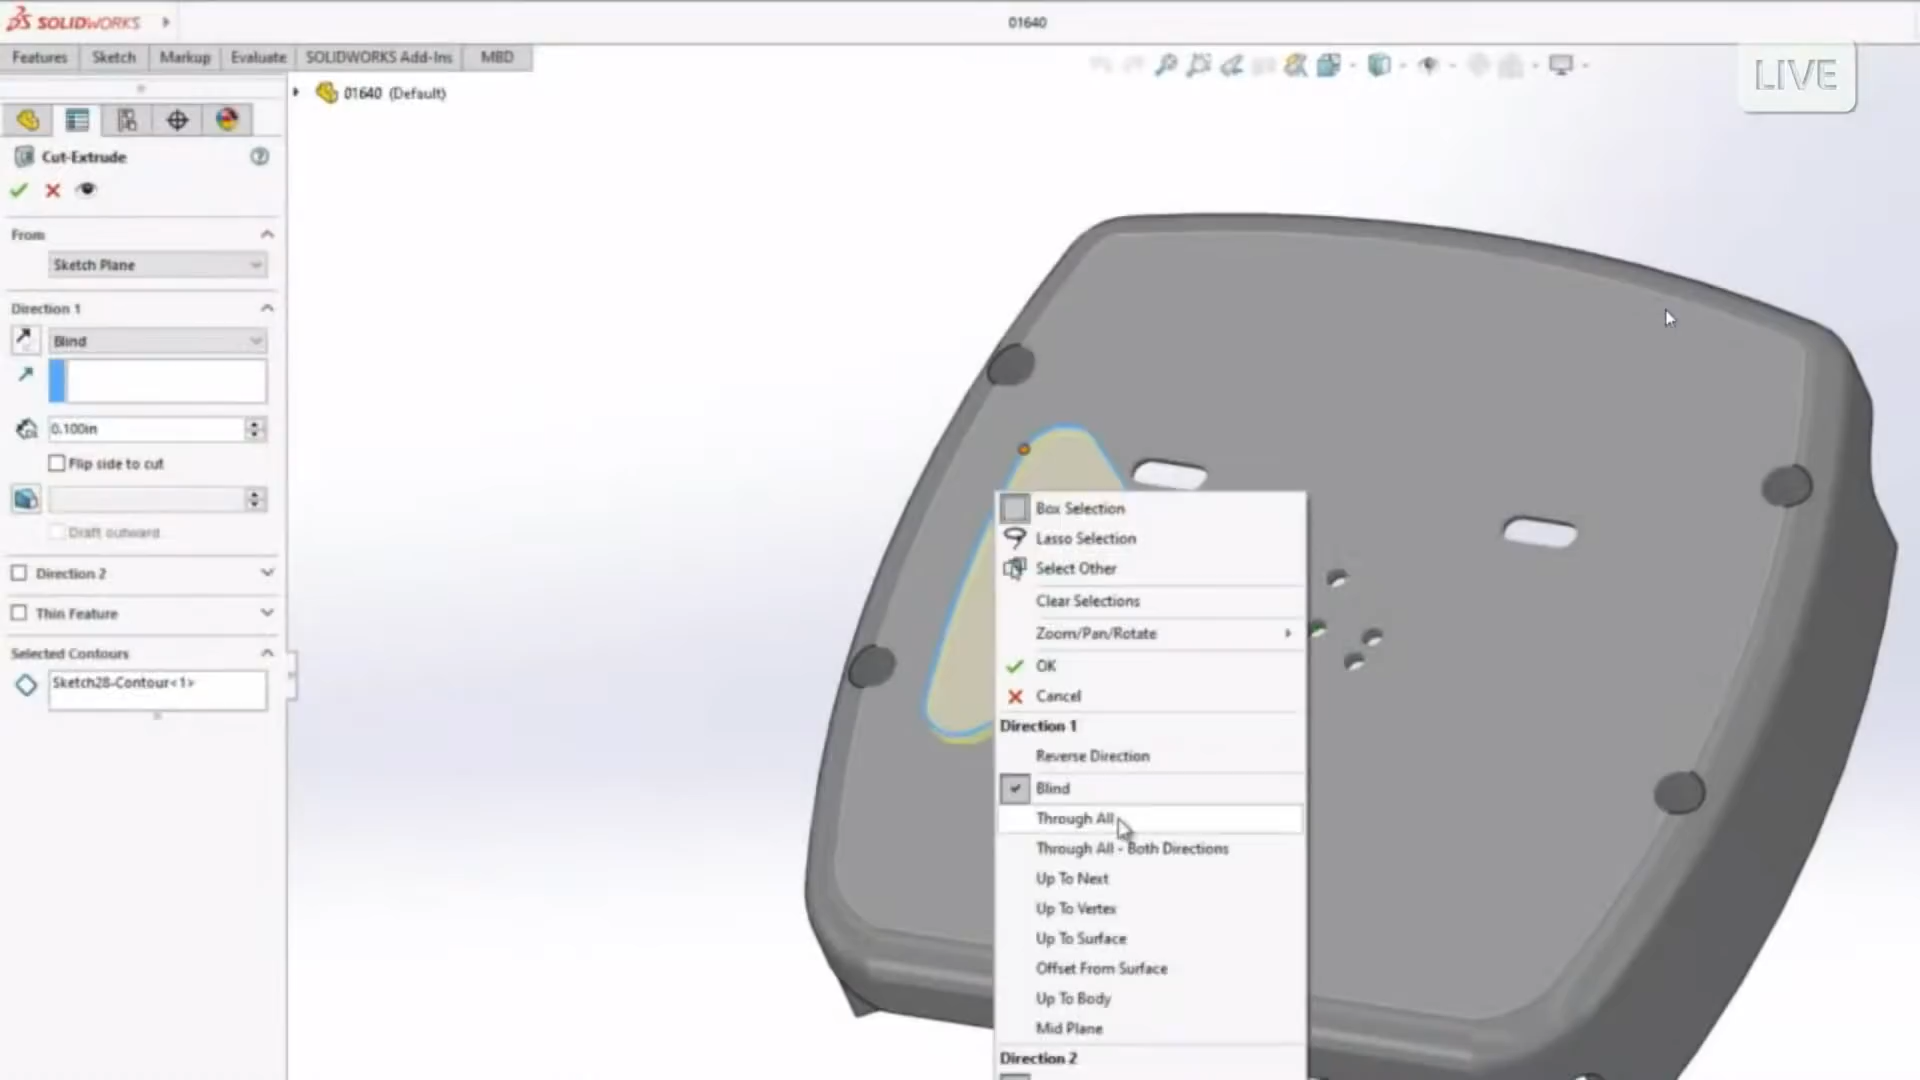 SOLIDWORKS
01640
Features
Sketch
Markup
Evaluate
SOLIDWORKS Add-Ins
MBD
LIVE
01640 (Default)
Cut-Extrude
From
Sketch Plane
Direction 1
Blind
0.100in
Flip side to cut
Draft outward
Direction 2
Thin Feature
Selected Contours
Sketch28-Contour<1>
Box Selection
Lasso Selection
Select Other
Clear Selections
Zoom/Pan/Rotate
OK
Cancel
Direction 1
Reverse Direction
Blind
Through All
Through All - Both Directions
Up To Next
Up To Vertex
Up To Surface
Offset From Surface
Up To Body
Mid Plane
Direction 2